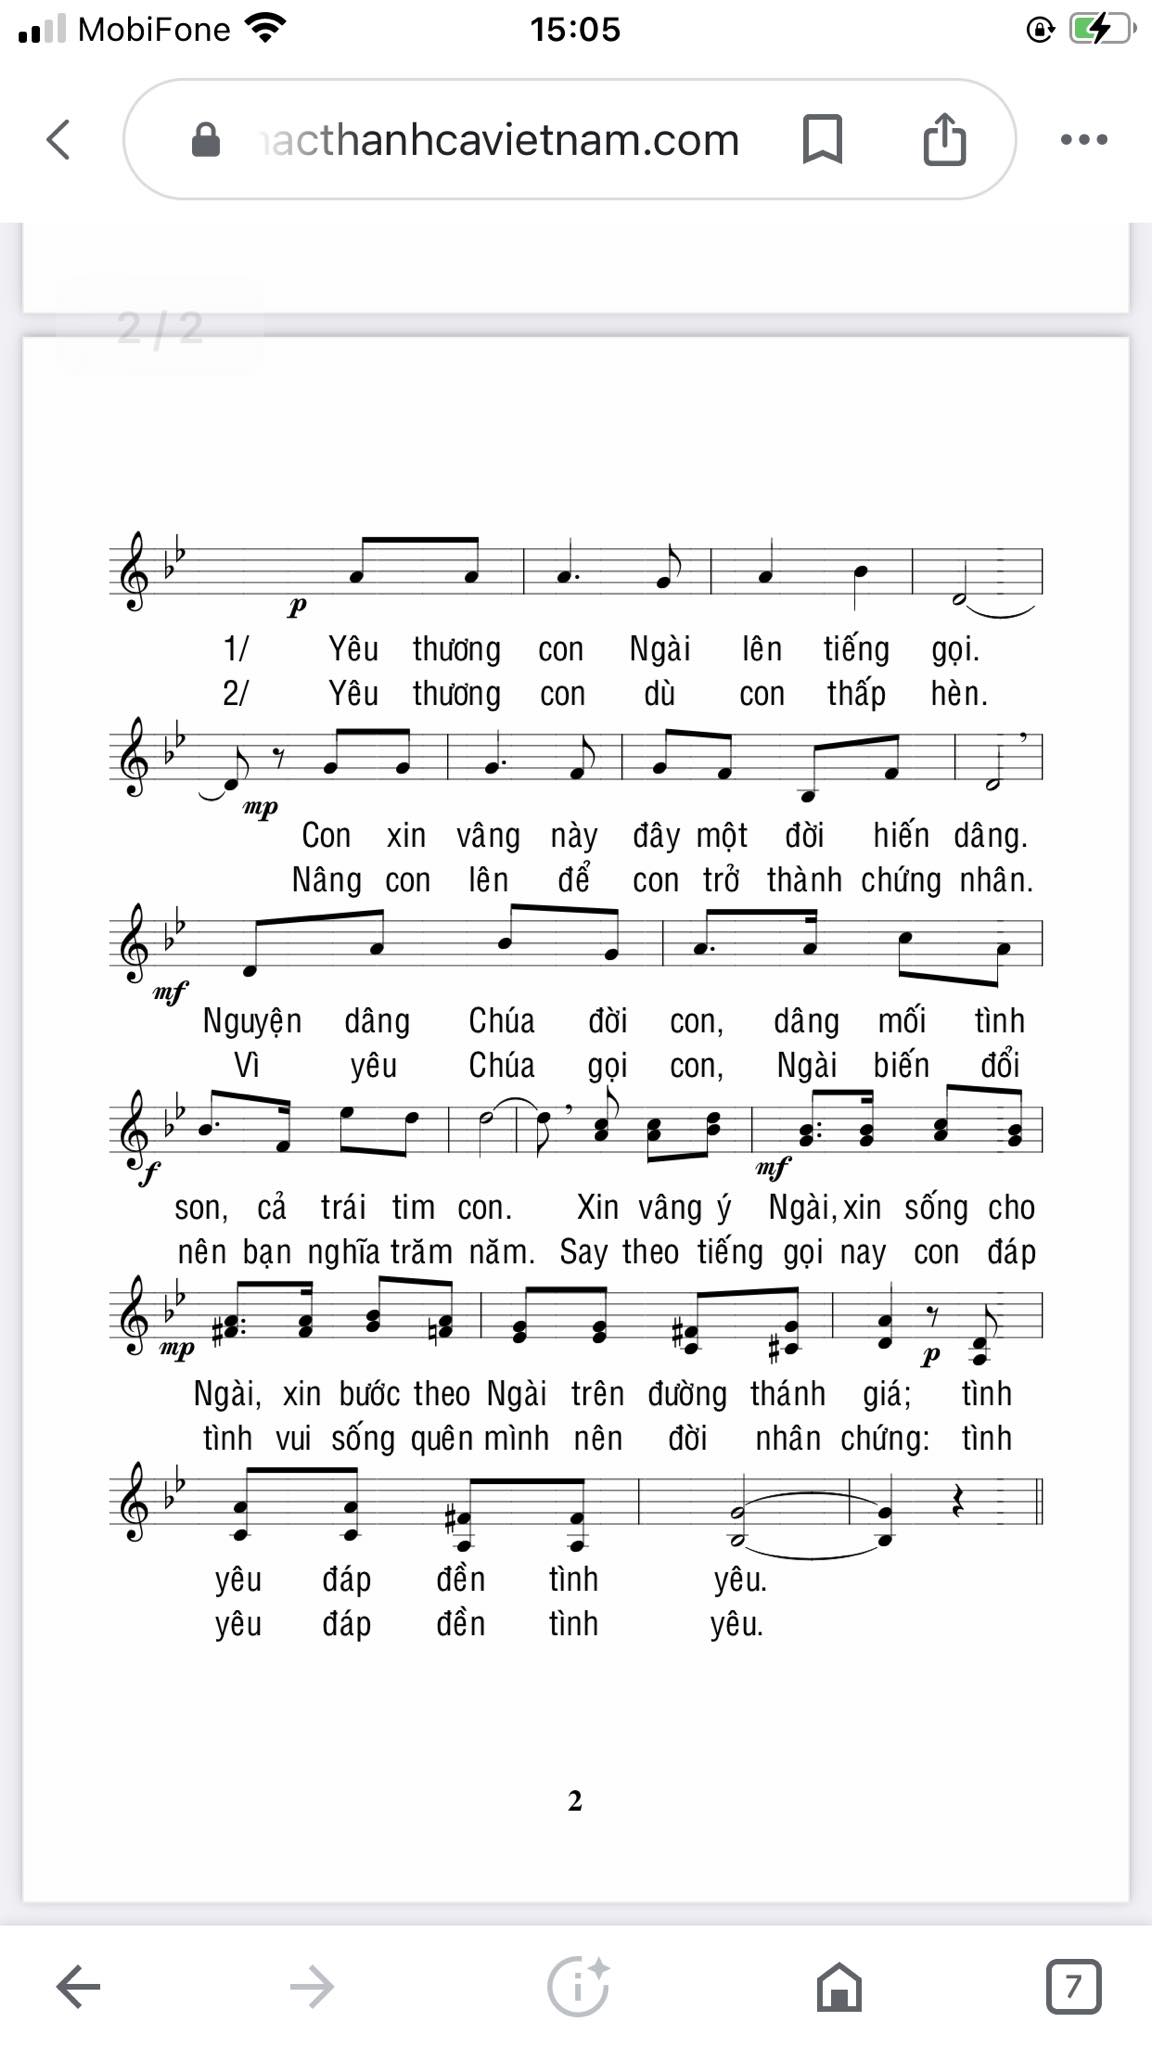 MobiFone 15:05
acthanhcavietnam.com
2 / 2
p
1/ Yêu thương con Ngài lên tiếng gọi.
2/ Yêu thương con dù con thấp hèn.
mp
Con xin vâng này đây một đời hiến dâng.
Nâng con lên để con trở thành chứng nhân.
mf
Nguyện dâng Chúa đời con, dâng mối tình
Vì yêu Chúa gọi con, Ngài biến đổi
f mf
son, cả trái tim con. Xin vâng ý Ngài, xin sống cho
nên bạn nghĩa trăm năm. Say theo tiếng gọi nay con đáp
mp p
Ngài, xin bước theo Ngài trên đường thánh giá; tình
tình vui sống quên mình nên đời nhân chứng: tình
yêu đáp đền tình yêu.
yêu đáp đền tình yêu.
2
7